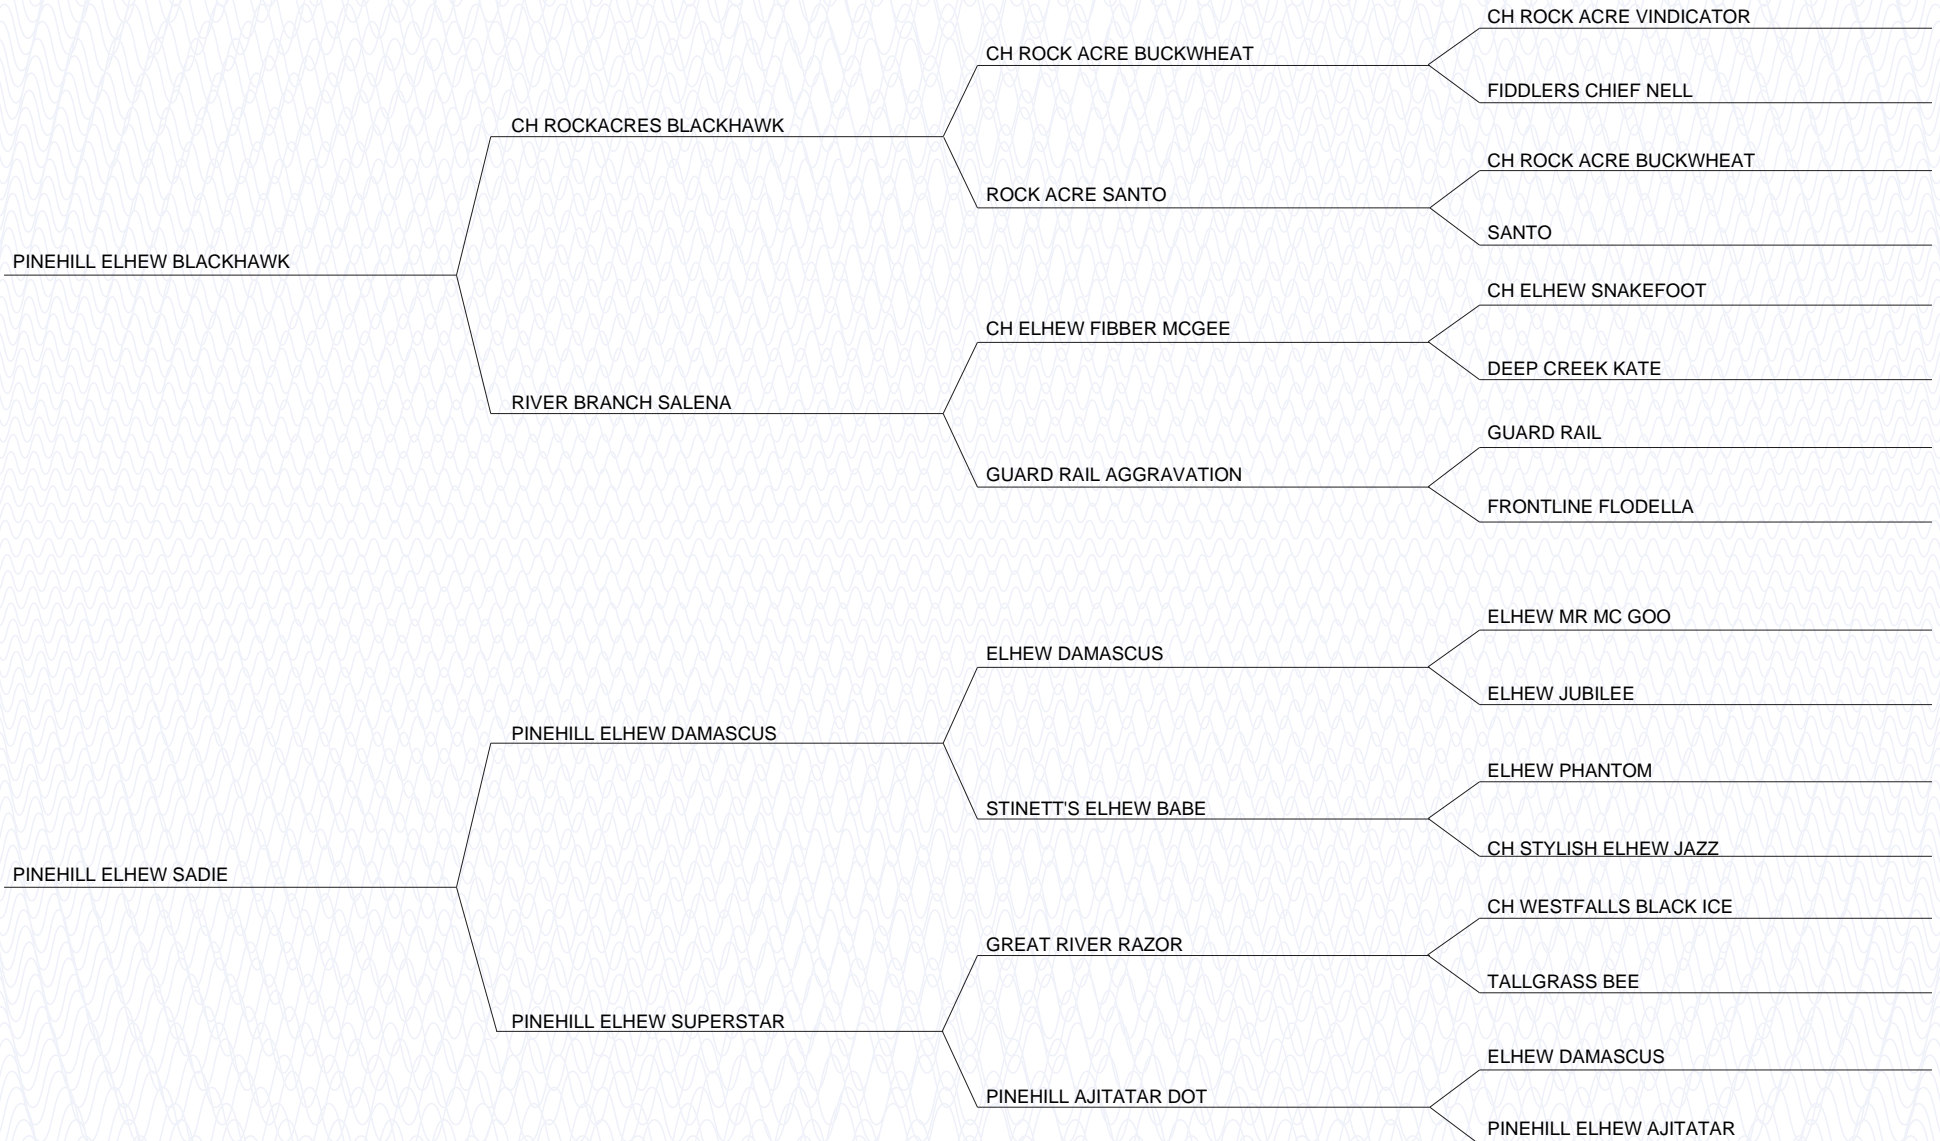 CH ROCK ACRE VINDICATOR
CH ROCK ACRE BUCKWHEAT
FIDDLERS CHIEF NELL
CH ROCKACRES BLACKHAWK
CH ROCK ACRE BUCKWHEAT
ROCK ACRE SANTO
SANTO
PINEHILL ELHEW BLACKHAWK
CH ELHEW SNAKEFOOT
CH ELHEW FIBBER MCGEE
DEEP CREEK KATE
RIVER BRANCH SALENA
GUARD RAIL
GUARD RAIL AGGRAVATION
FRONTLINE FLODELLA
ELHEW MR MC GOO
ELHEW DAMASCUS
ELHEW JUBILEE
PINEHILL ELHEW DAMASCUS
ELHEW PHANTOM
STINETT'S ELHEW BABE
CH STYLISH ELHEW JAZZ
PINEHILL ELHEW SADIE
CH WESTFALLS BLACK ICE
GREAT RIVER RAZOR
TALLGRASS BEE
PINEHILL ELHEW SUPERSTAR
ELHEW DAMASCUS
PINEHILL AJITATAR DOT
PINEHILL ELHEW AJITATAR